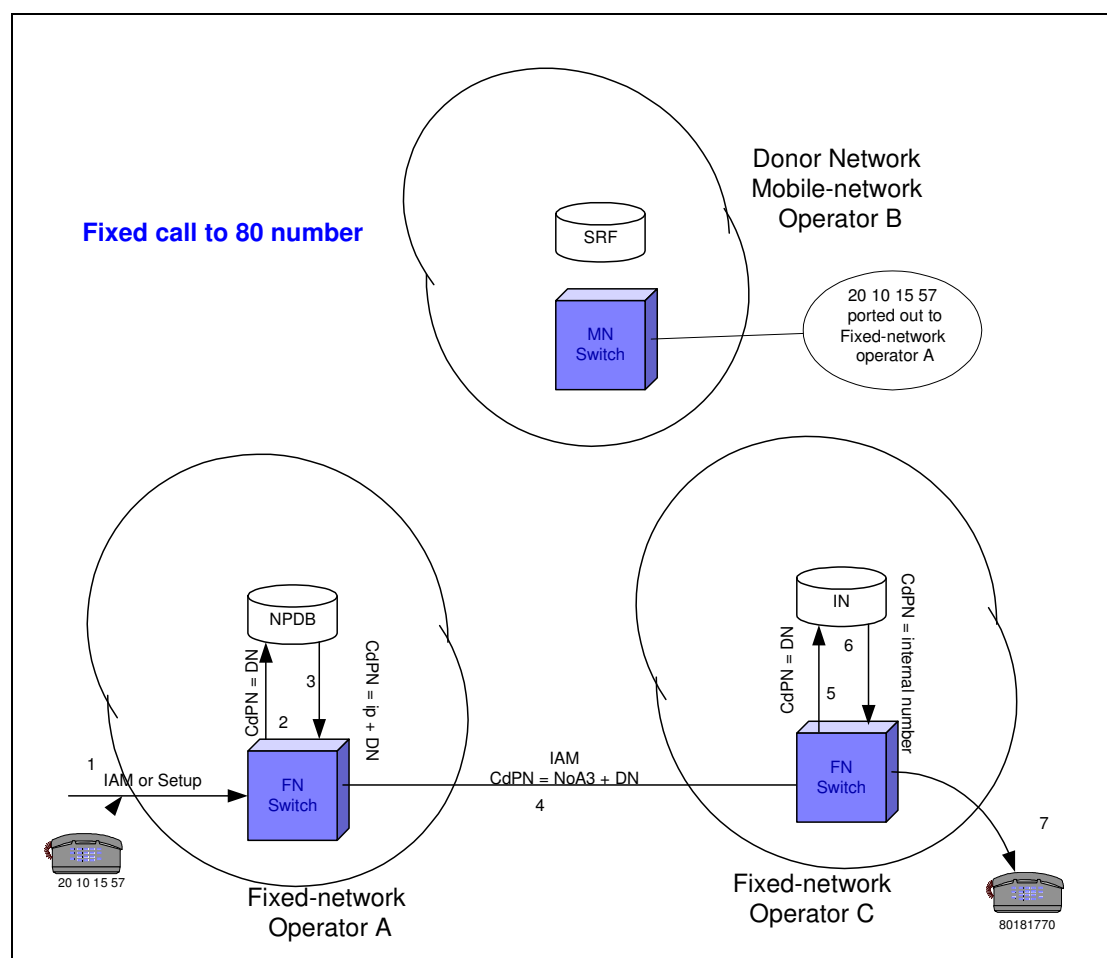 Donor Network
Mobile-network
Operator B
Fixed call to 80 number
SRF
MN
Switch
20 10 15 57
ported out to
Fixed-network
operator A
NPDB
CdPN = DN
2
3
CdPN = ip + DN
1
IAM or Setup
FN
Switch
20 10 15 57
Fixed-network
Operator A
IAM
CdPN = NoA3 + DN
4
IN
CdPN = DN
5
6
CdPN = internal number
FN
Switch
7
80181770
Fixed-network
Operator C